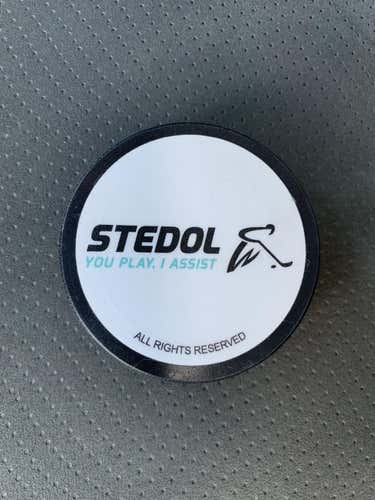 STEDOL
YOU PLAY. I ASSIST
ALL RIGHTS RESERVED